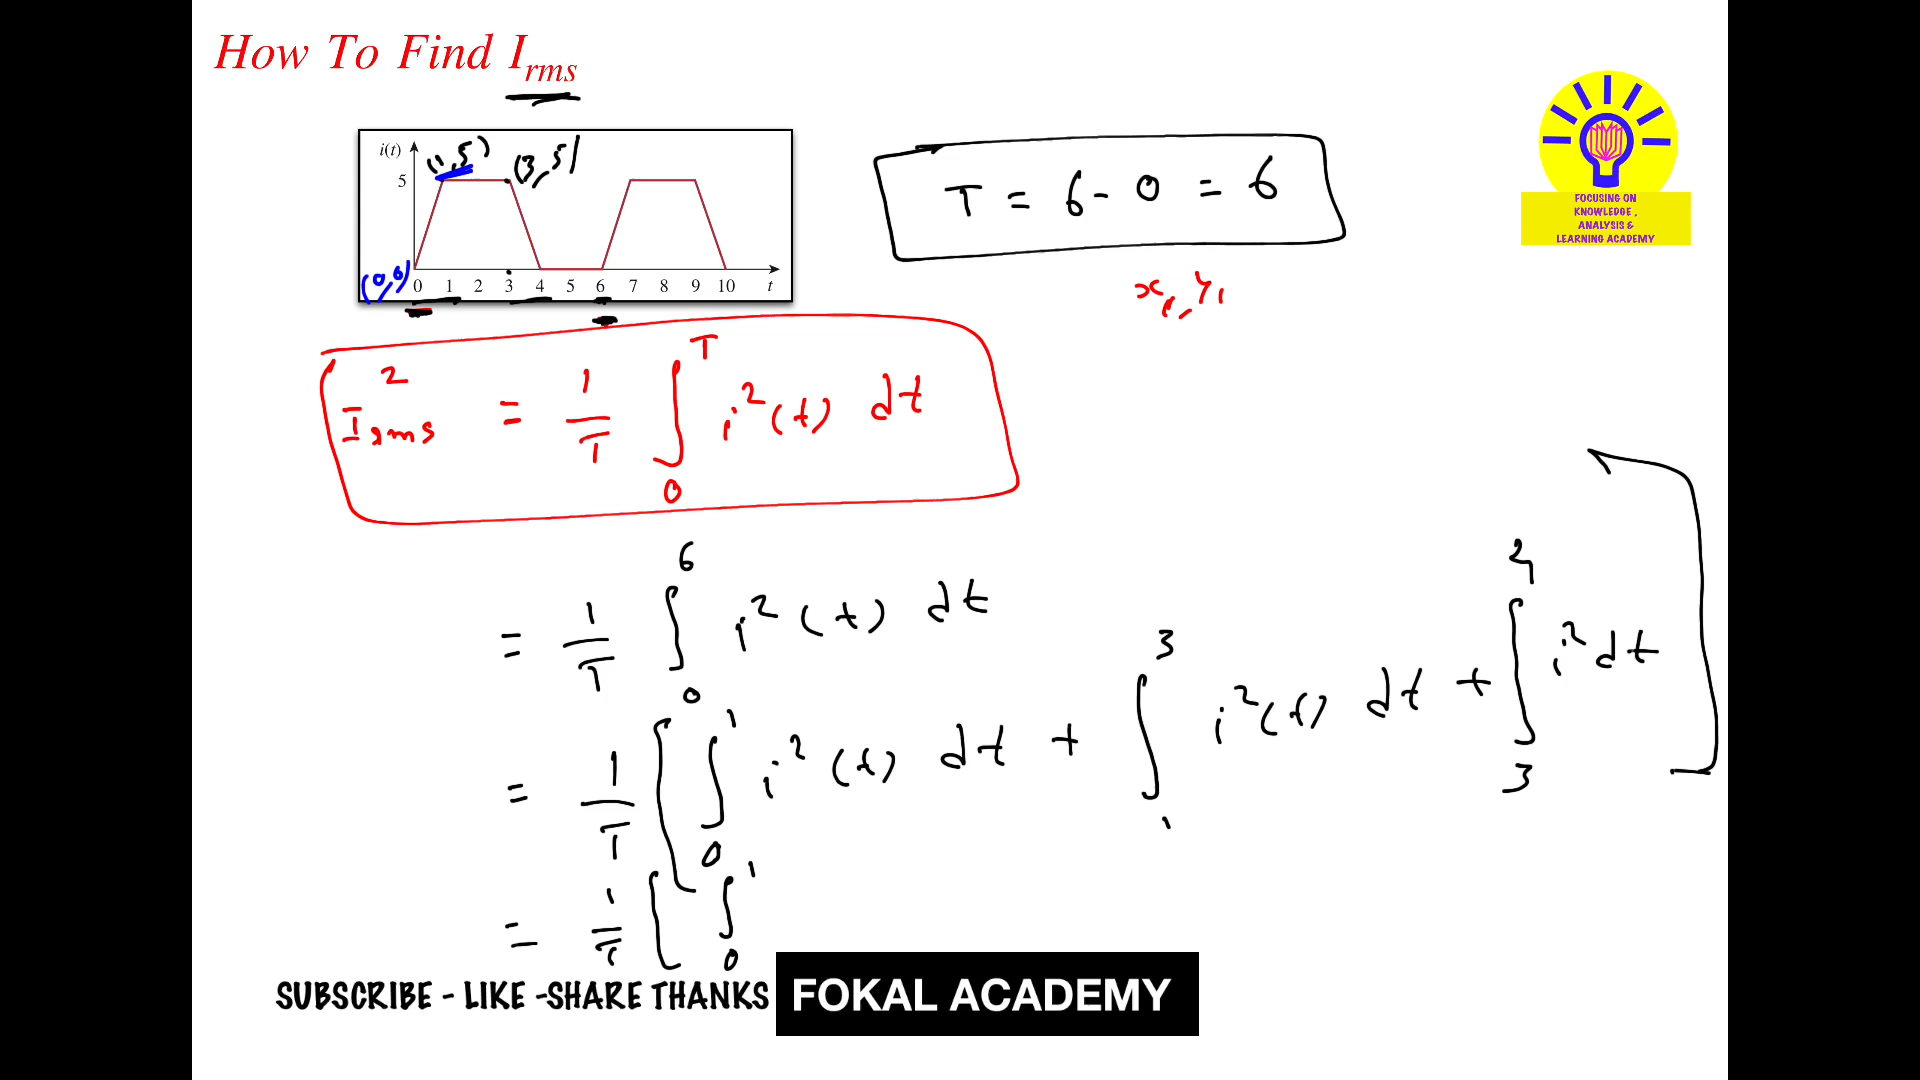 How To Find Irms
i(t)
(1,5)
(3,5)
5
(0,0)
0 1 2 3 4 5 6 7 8 9 10 t
T = 6 - 0 = 6
x1, y1
FOCUSING ON
KNOWLEDGE ,
ANALYSIS &
LEARNING ACADEMY
I²rms = 1/T ∫₀ᵀ i²(t) dt
= 1/T ∫₀⁶ i²(t) dt
= 1/T [ ∫₀¹ i²(t) dt + ∫₁³ i²(t) dt + ∫₃⁴ i² dt ]
= 1/T [ ∫₀¹
SUBSCRIBE - LIKE -SHARE THANKS
FOKAL ACADEMY